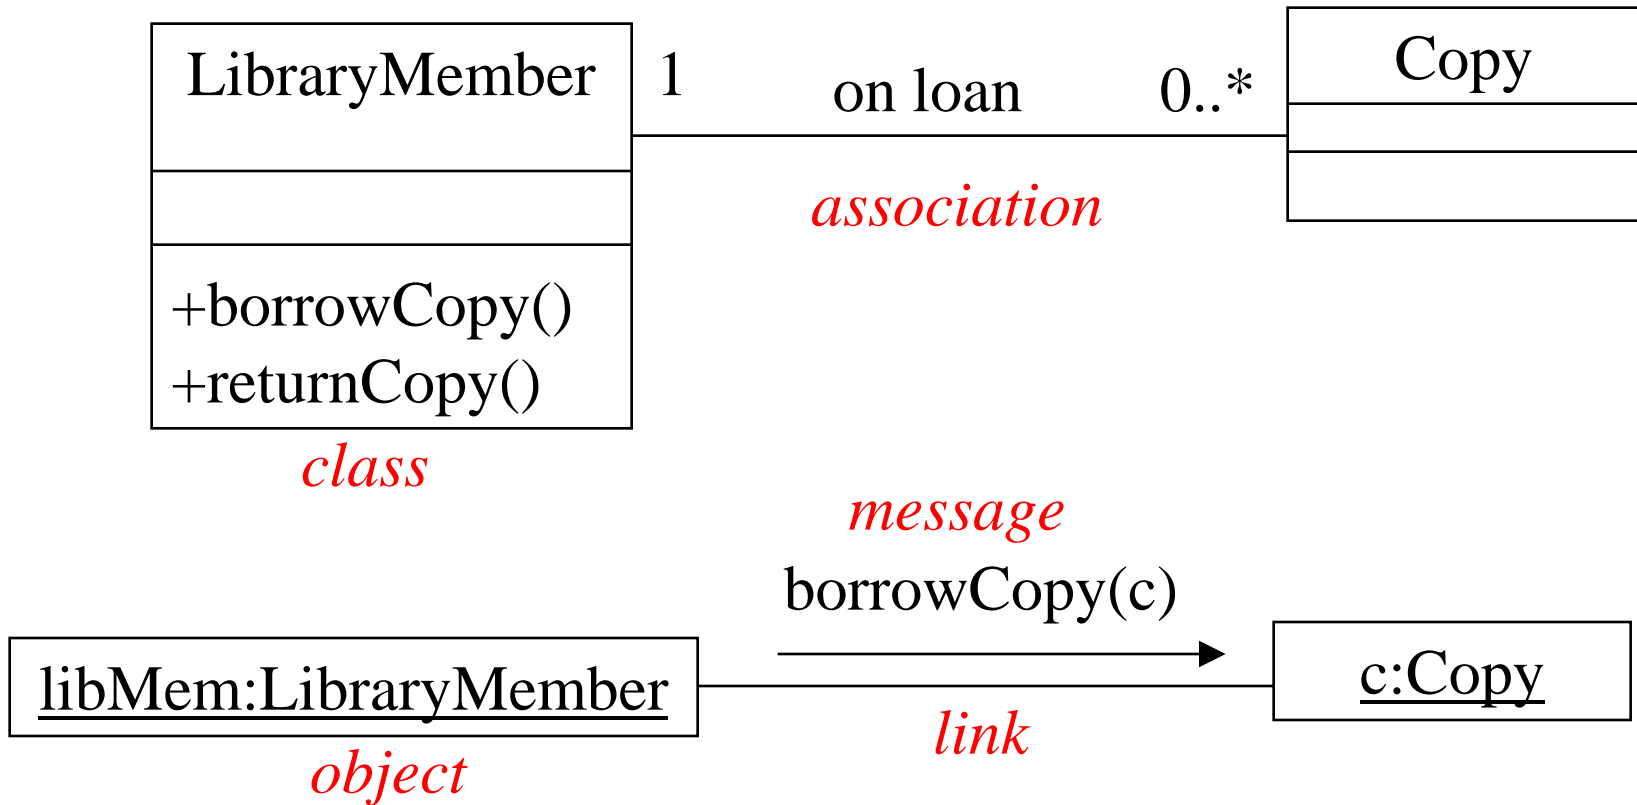 LibraryMember
1
on loan
0..*
Copy
association
+borrowCopy()
+returnCopy()
class
message
borrowCopy(c)
libMem:LibraryMember
c:Copy
link
object